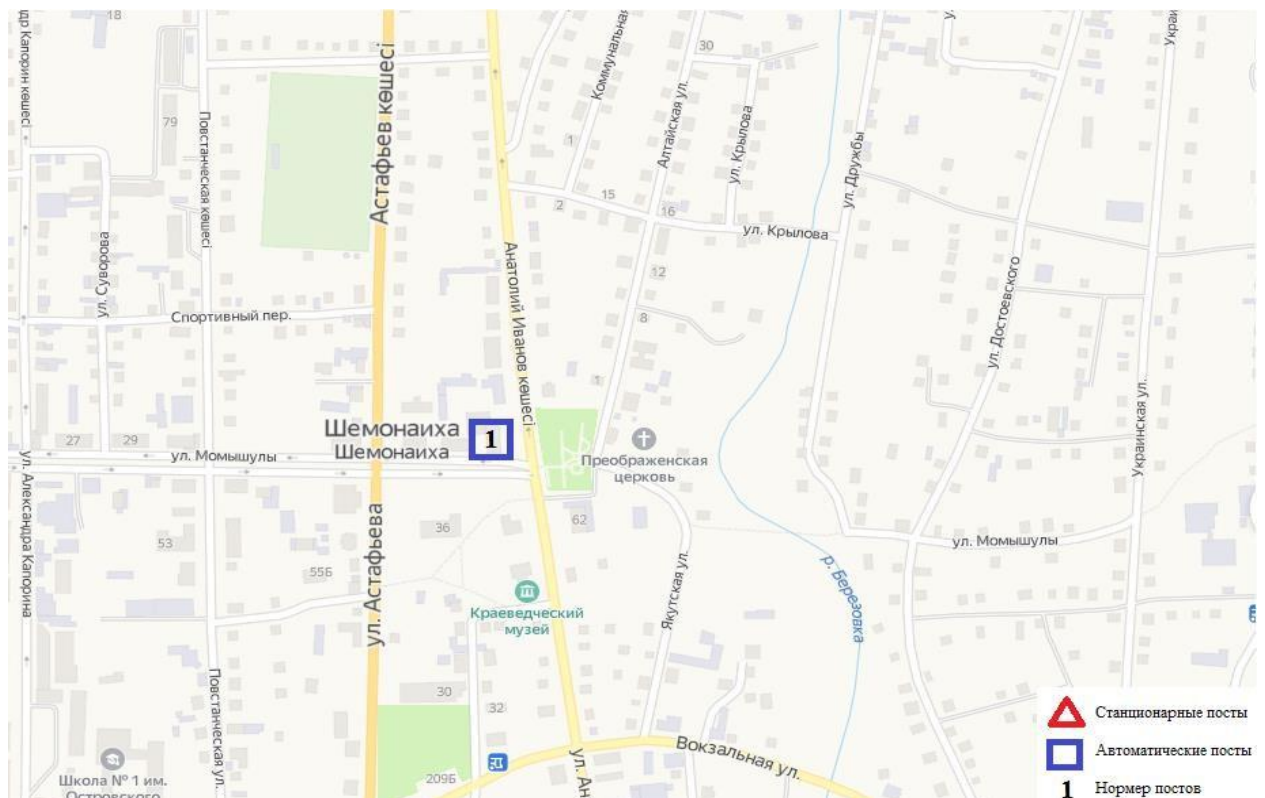 18
др Капорин көшесі
79
Повстанческая көшесі
Астафьев көшесі
Коммунальная
30
Алтайская ул.
ул. Крылова
ул. Дружбы
Украи
1
2
15
16
ул. Крылова
12
8
1
ул. Суворова
Спортивный пер.
Анатолий Иванов көшесі
ул. Достоевского
Украинская ул.
Шемонаиха
Шемонаиха
1
27
29
ул. Момышулы
Преображенская
церковь
ул. Александра Капорина
53
55Б
36
62
ул. Астафьева
Краеведческий
музей
Якутская ул.
р. Березовка
ул. Момышулы
Повстанческая ул.
30
32
209Б
ул. Ан
Вокзальная ул.
Школа № 1 им.
Островского
Станционарные посты
Автоматические посты
1 Нормер постов